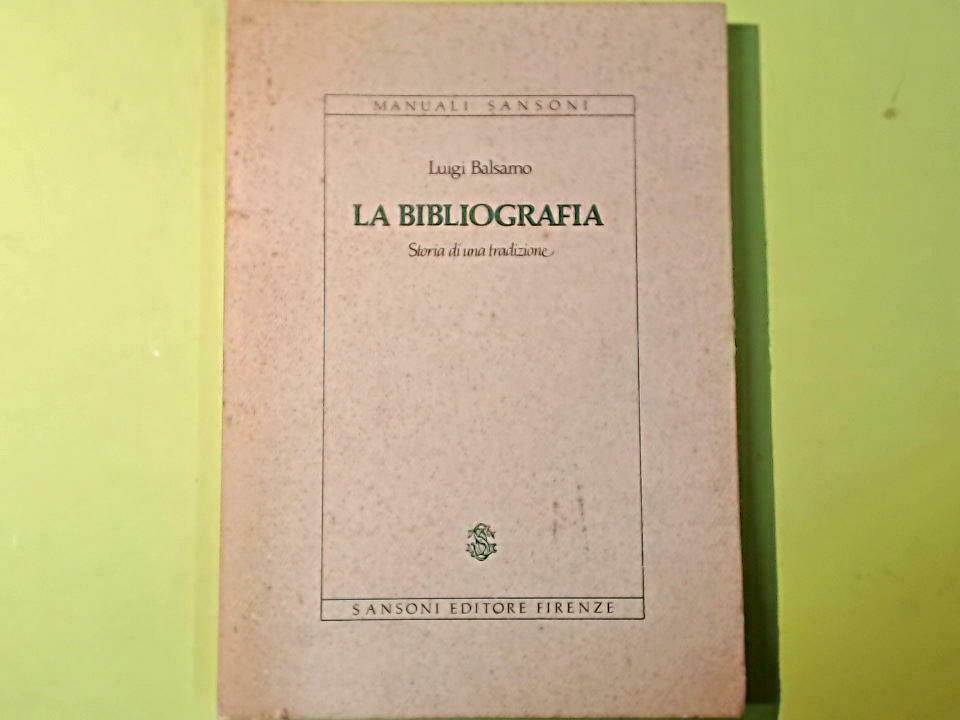 MANUALI SANSONI
Luigi Balsamo
LA BIBLIOGRAFIA
Storia di una tradizione
SANSONI EDITORE FIRENZE